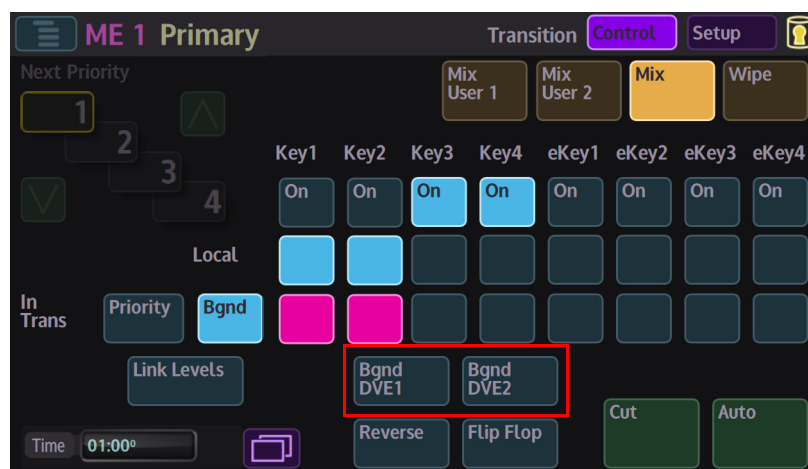 ME 1 Primary
Transition
Control
Setup
Next Priority
1
2
3
4
Mix
User 1
Mix
User 2
Mix
Wipe
Key1 Key2 Key3 Key4 eKey1 eKey2 eKey3 eKey4
On On On On On On On On
Local
In
Trans
Priority
Bgnd
Link Levels
Bgnd
DVE1
Bgnd
DVE2
Cut
Auto
Time 01:00⁰
Reverse
Flip Flop